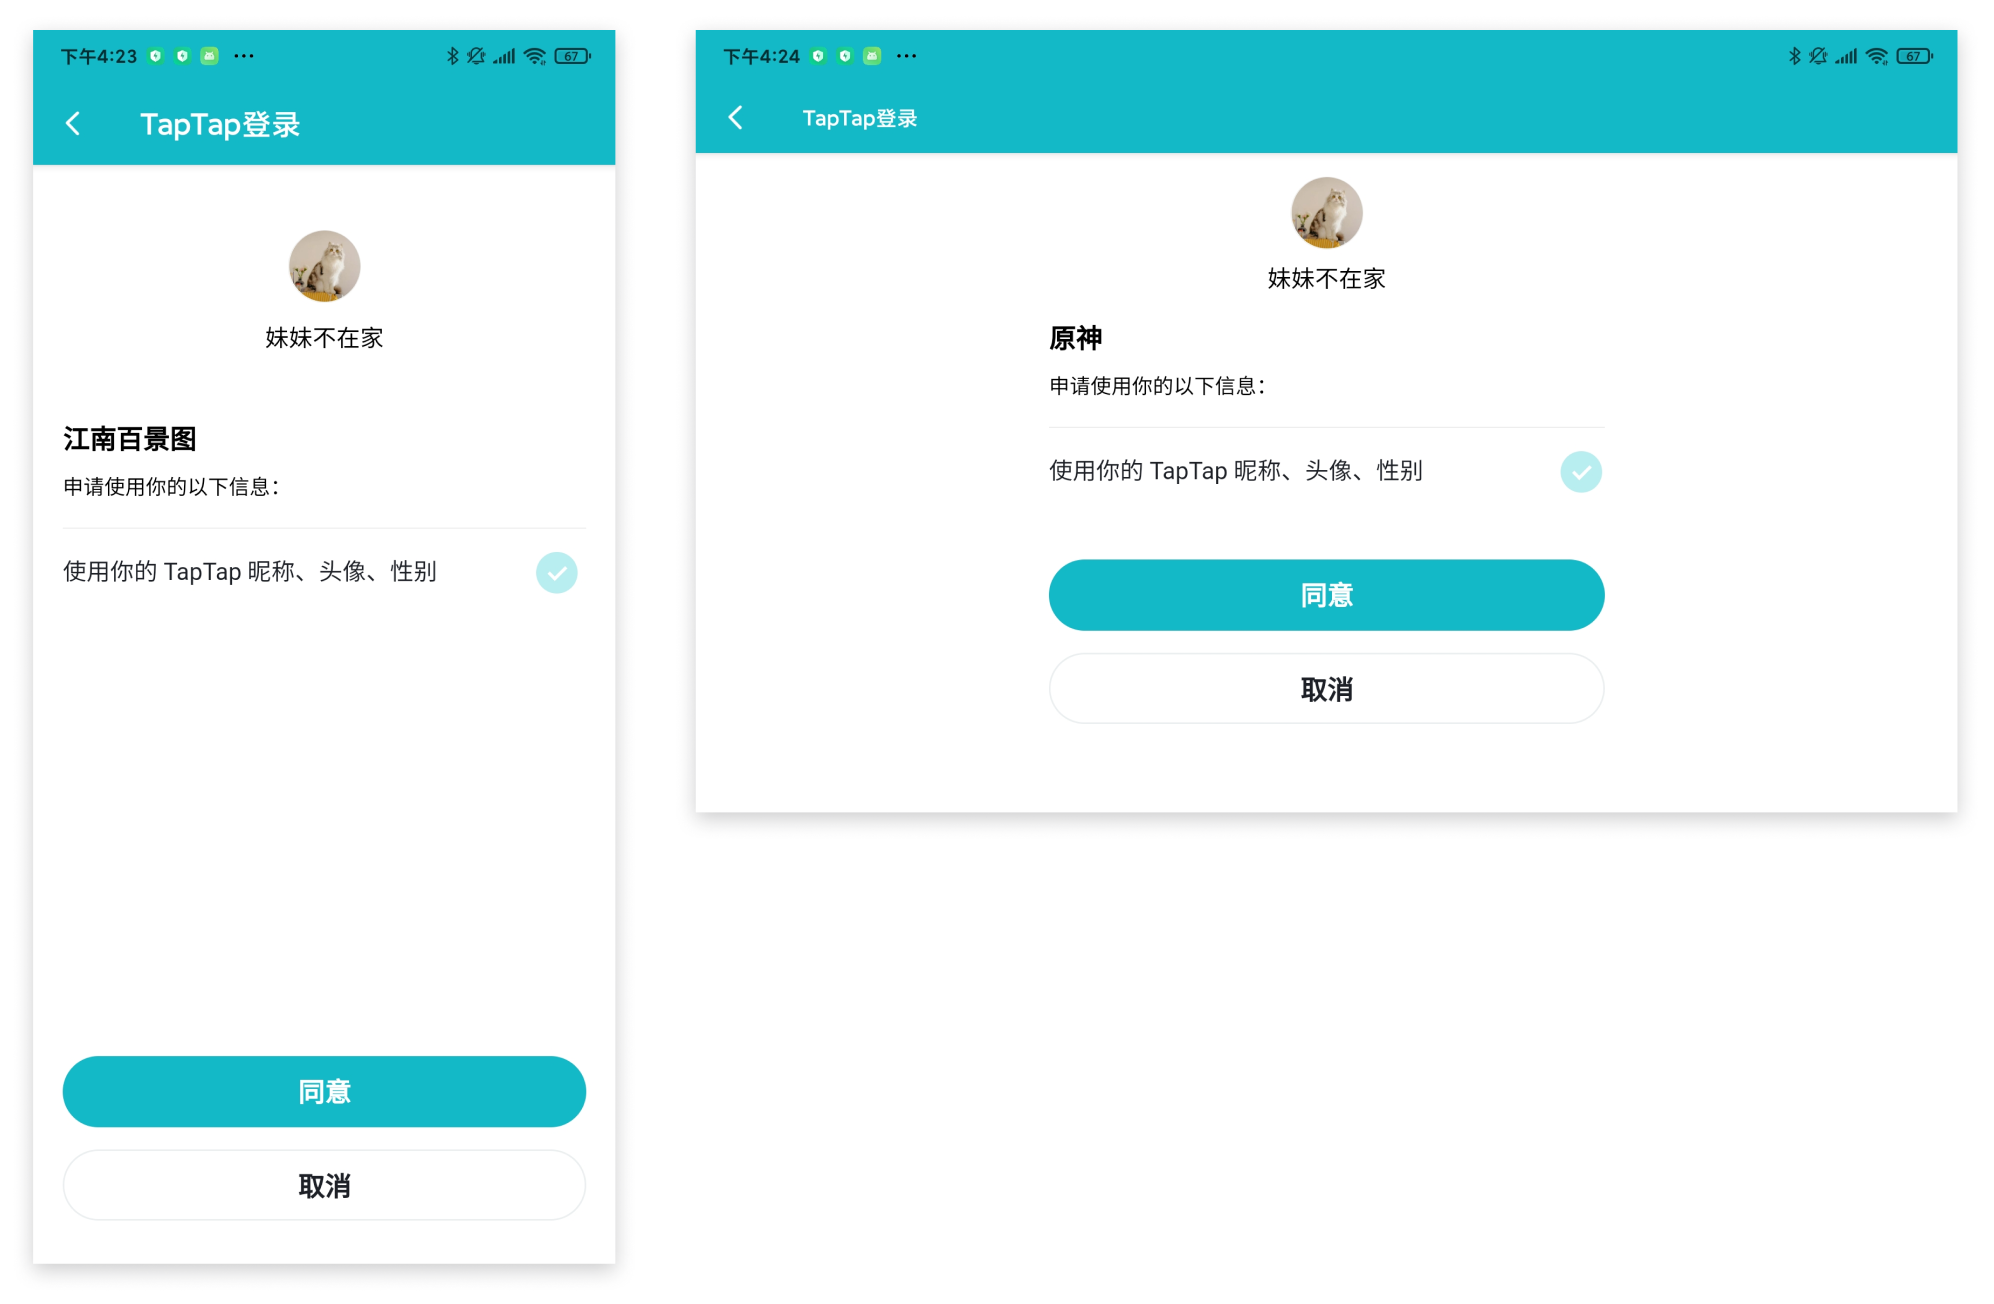 下午4:23
67
TapTap登录
妹妹不在家
江南百景图
申请使用你的以下信息：
使用你的 TapTap 昵称、头像、性别
同意
取消
下午4:24
67
TapTap登录
妹妹不在家
原神
申请使用你的以下信息：
使用你的 TapTap 昵称、头像、性别
同意
取消